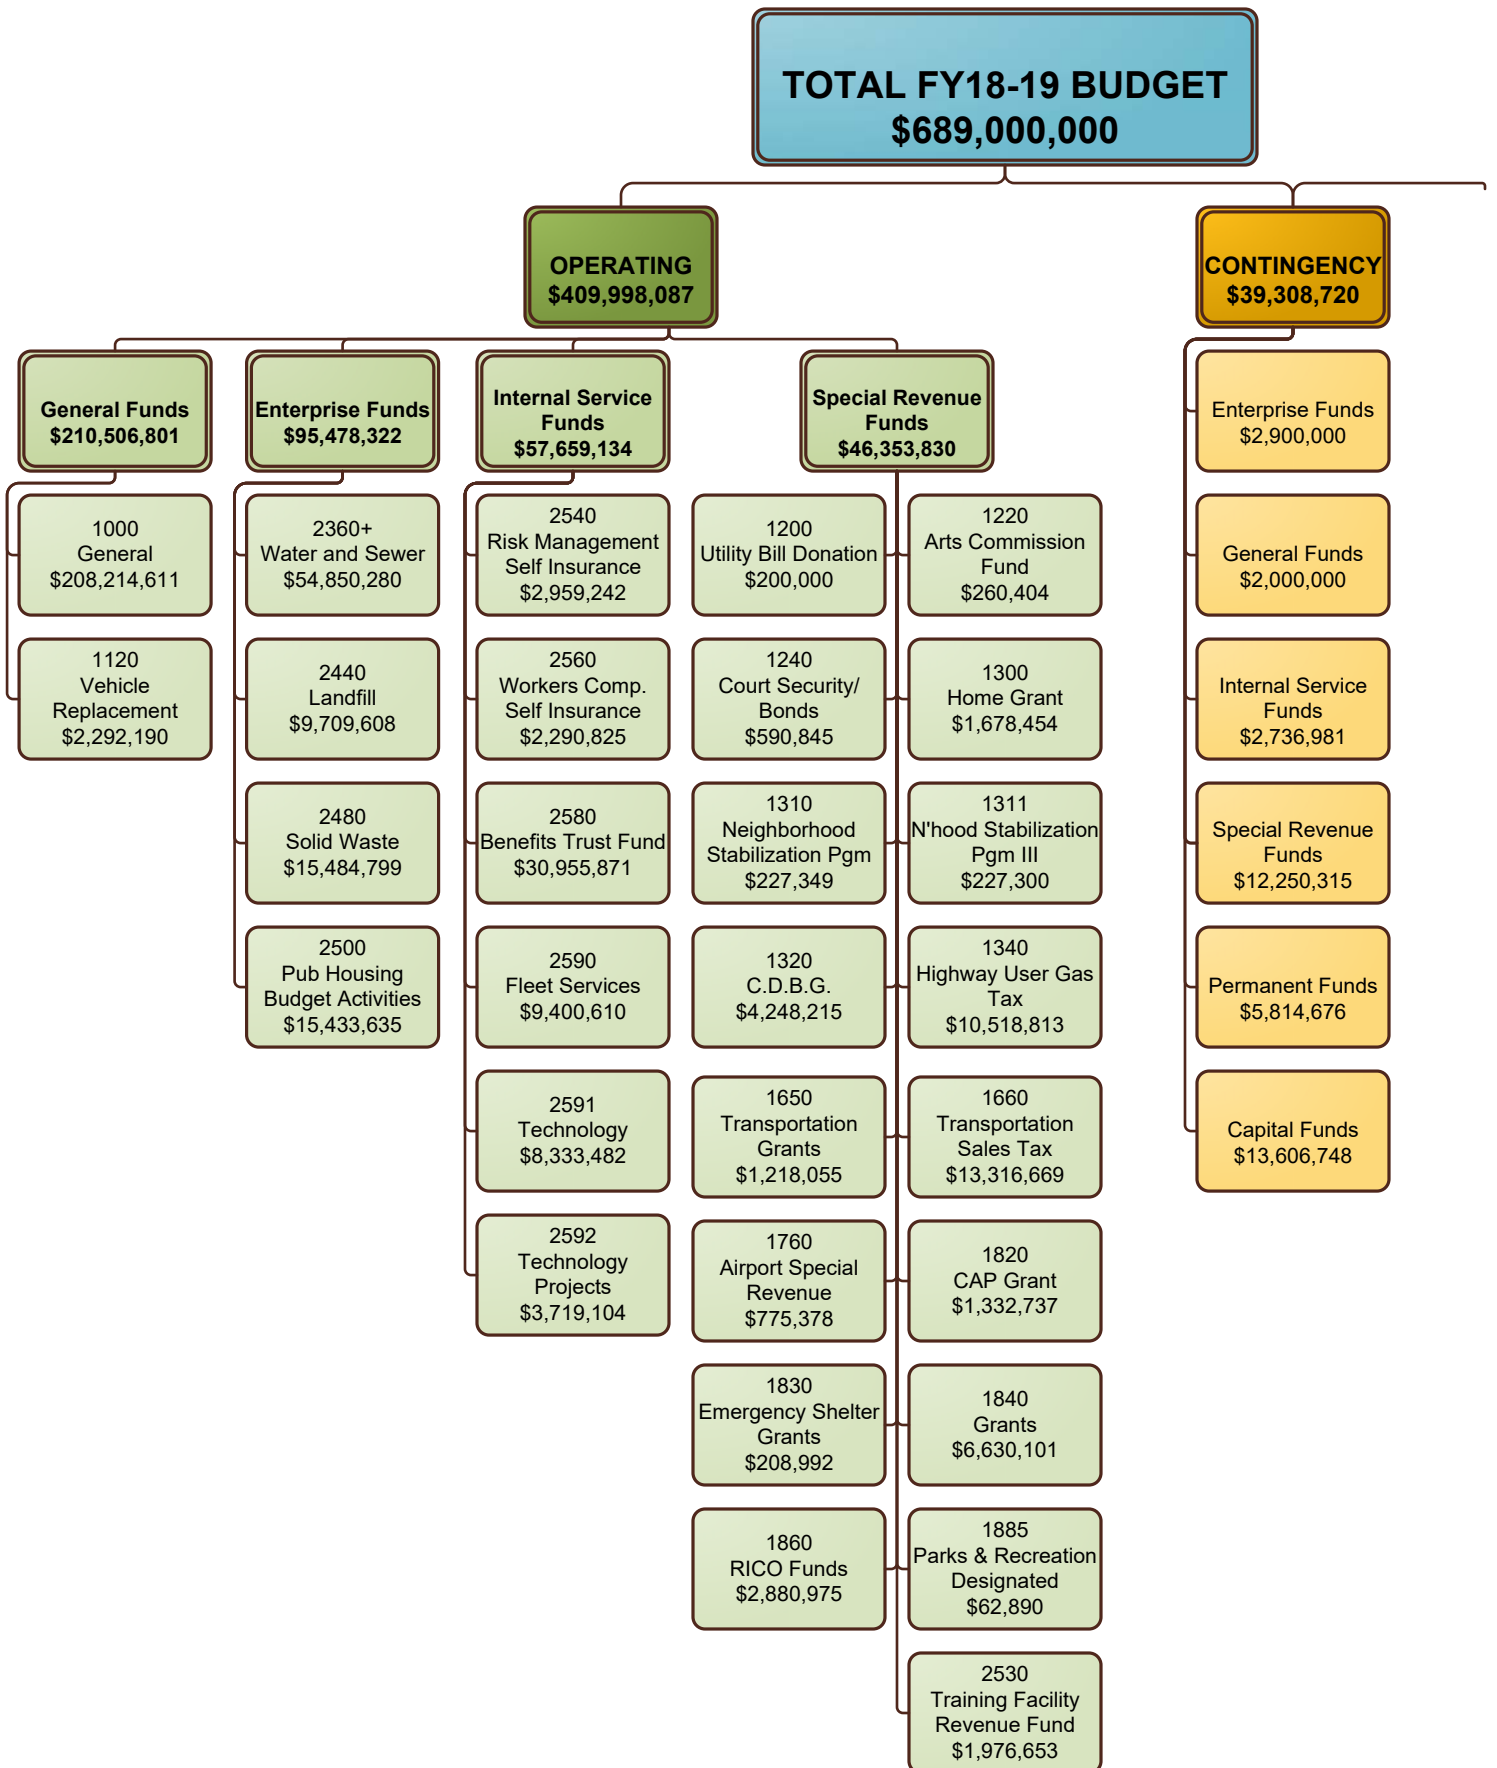 TOTAL FY18-19 BUDGET
$689,000,000
OPERATING
$409,998,087
CONTINGENCY
$39,308,720
General Funds
$210,506,801
Enterprise Funds
$95,478,322
Internal Service
Funds
$57,659,134
Special Revenue
Funds
$46,353,830
1000
General
$208,214,611
1120
Vehicle
Replacement
$2,292,190
2360+
Water and Sewer
$54,850,280
2440
Landfill
$9,709,608
2480
Solid Waste
$15,484,799
2500
Pub Housing
Budget Activities
$15,433,635
2540
Risk Management
Self Insurance
$2,959,242
2560
Workers Comp.
Self Insurance
$2,290,825
2580
Benefits Trust Fund
$30,955,871
2590
Fleet Services
$9,400,610
2591
Technology
$8,333,482
2592
Technology
Projects
$3,719,104
1200
Utility Bill Donation
$200,000
1220
Arts Commission
Fund
$260,404
1240
Court Security/
Bonds
$590,845
1300
Home Grant
$1,678,454
1310
Neighborhood
Stabilization Pgm
$227,349
1311
N'hood Stabilization
Pgm III
$227,300
1320
C.D.B.G.
$4,248,215
1340
Highway User Gas
Tax
$10,518,813
1650
Transportation
Grants
$1,218,055
1660
Transportation
Sales Tax
$13,316,669
1760
Airport Special
Revenue
$775,378
1820
CAP Grant
$1,332,737
1830
Emergency Shelter
Grants
$208,992
1840
Grants
$6,630,101
1860
RICO Funds
$2,880,975
1885
Parks & Recreation
Designated
$62,890
2530
Training Facility
Revenue Fund
$1,976,653
Enterprise Funds
$2,900,000
General Funds
$2,000,000
Internal Service
Funds
$2,736,981
Special Revenue
Funds
$12,250,315
Permanent Funds
$5,814,676
Capital Funds
$13,606,748